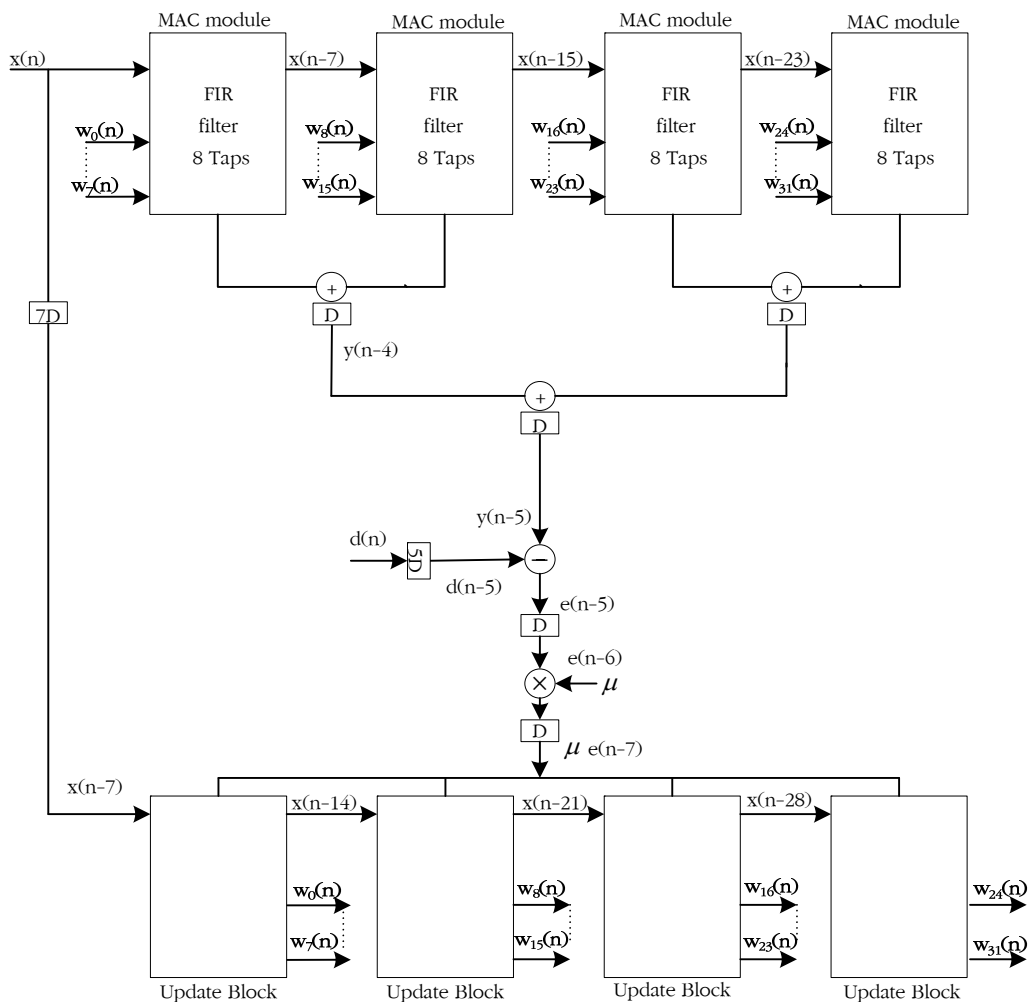 MAC module MAC module MAC module MAC module
x(n) x(n-7) x(n-15) x(n-23)
FIR FIR FIR FIR
filter filter filter filter
8 Taps 8 Taps 8 Taps 8 Taps
w0(n) w8(n) w16(n) w24(n)
w7(n) w15(n) w23(n) w31(n)
+ +
7D D D
y(n-4)
+
D
y(n-5)
d(n) 5D −
d(n-5)
e(n-5)
D
e(n-6)
× μ
D
μ e(n-7)
x(n-7) x(n-14) x(n-21) x(n-28)
w0(n) w8(n) w16(n) w24(n)
w7(n) w15(n) w23(n) w31(n)
Update Block Update Block Update Block Update Block